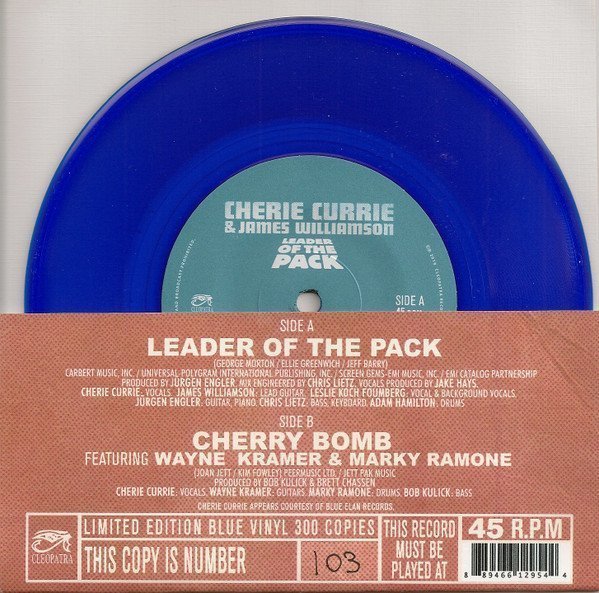 CHERIE CURRIE
& JAMES WILLIAMSON
LEADER
OF THE
PACK
SIDE A
CLEOPATRA
SIDE A
LEADER OF THE PACK
(GEORGE MORTON / ELLIE GREENWICH / JEFF BARRY)
CARBERT MUSIC, INC. / UNIVERSAL-POLYGRAM INTERNATIONAL PUBLISHING, INC. / SCREEN GEMS-EMI MUSIC, INC. / EMI CATALOG PARTNERSHIP
PRODUCED BY JÜRGEN ENGLER. MIX ENGINEERED BY CHRIS LIETZ. VOCALS PRODUCED BY JAKE HAYS.
CHERIE CURRIE: VOCALS. JAMES WILLIAMSON: LEAD GUITAR. LESLIE KOCH FOUMBERG: VOCAL & BACKGROUND VOCALS.
JÜRGEN ENGLER: GUITAR, PIANO. CHRIS LIETZ: BASS, KEYBOARD. ADAM HAMILTON: DRUMS
SIDE B
CHERRY BOMB
FEATURING WAYNE KRAMER & MARKY RAMONE
(JOAN JETT / KIM FOWLEY) PEERMUSIC LTD. / JETT PAK MUSIC
PRODUCED BY BOB KULICK & BRETT CHASSEN
CHERIE CURRIE: VOCALS. WAYNE KRAMER: GUITARS. MARKY RAMONE: DRUMS. BOB KULICK: BASS
CHERIE CURRIE APPEARS COURTESY OF BLUE ELAN RECORDS.
CLEOPATRA
LIMITED EDITION BLUE VINYL 300 COPIES
THIS COPY IS NUMBER
103
THIS RECORD
MUST BE
PLAYED AT
45 R.P.M
8 89466 12954 4